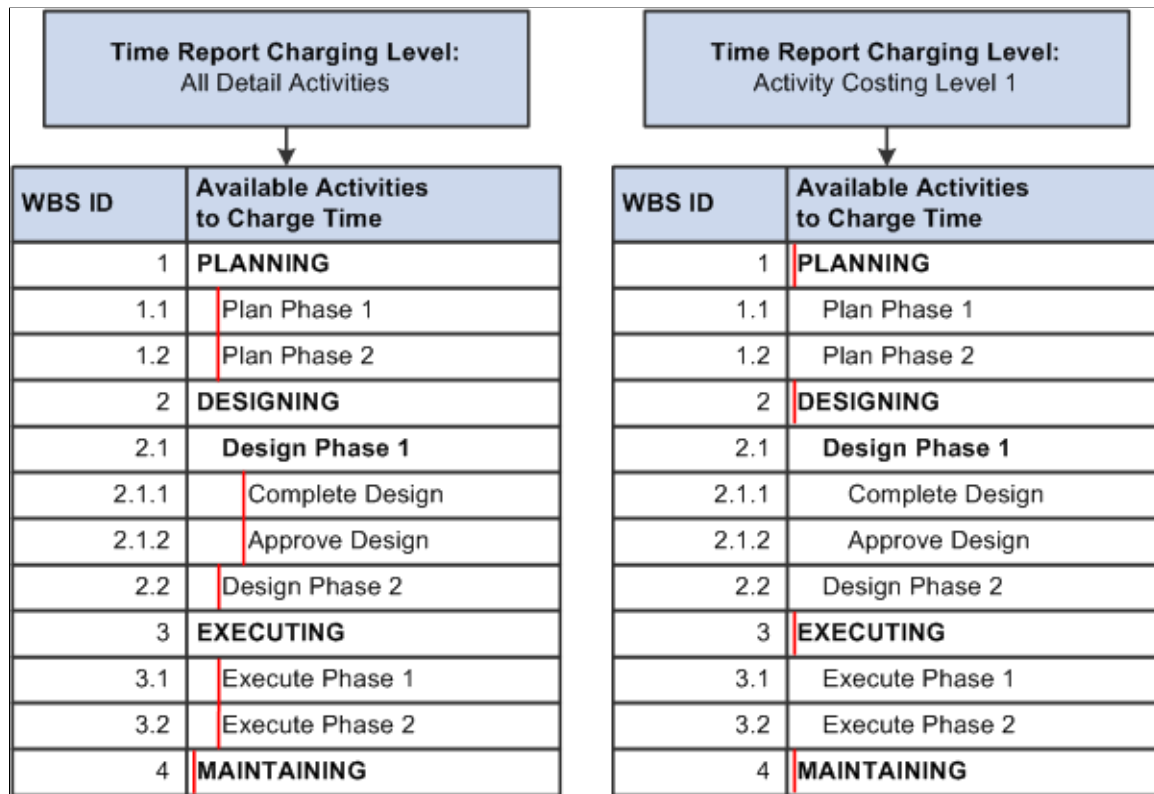 Time Report Charging Level:
All Detail Activities
WBS ID
Available Activities
to Charge Time
1 PLANNING
1.1 Plan Phase 1
1.2 Plan Phase 2
2 DESIGNING
2.1 Design Phase 1
2.1.1 Complete Design
2.1.2 Approve Design
2.2 Design Phase 2
3 EXECUTING
3.1 Execute Phase 1
3.2 Execute Phase 2
4 MAINTAINING
Time Report Charging Level:
Activity Costing Level 1
WBS ID
Available Activities
to Charge Time
1 PLANNING
1.1 Plan Phase 1
1.2 Plan Phase 2
2 DESIGNING
2.1 Design Phase 1
2.1.1 Complete Design
2.1.2 Approve Design
2.2 Design Phase 2
3 EXECUTING
3.1 Execute Phase 1
3.2 Execute Phase 2
4 MAINTAINING